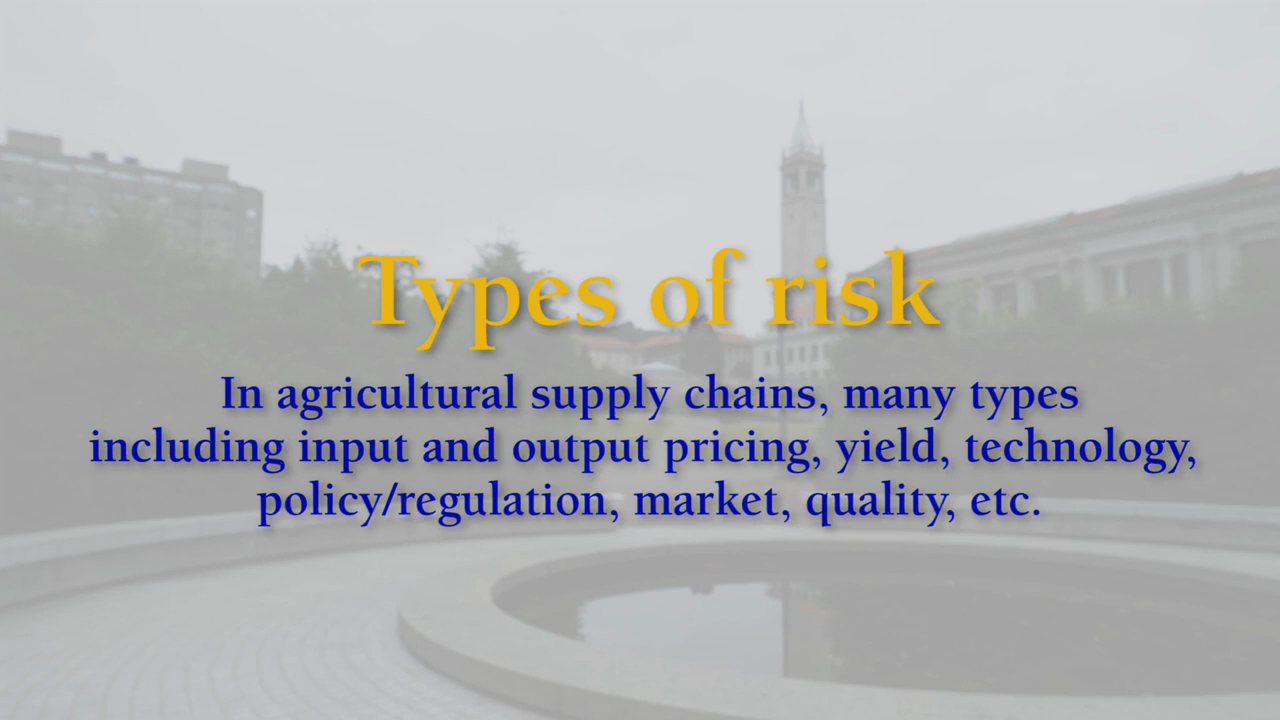 Types of risk
In agricultural supply chains, many types
including input and output pricing, yield, technology,
policy/regulation, market, quality, etc.